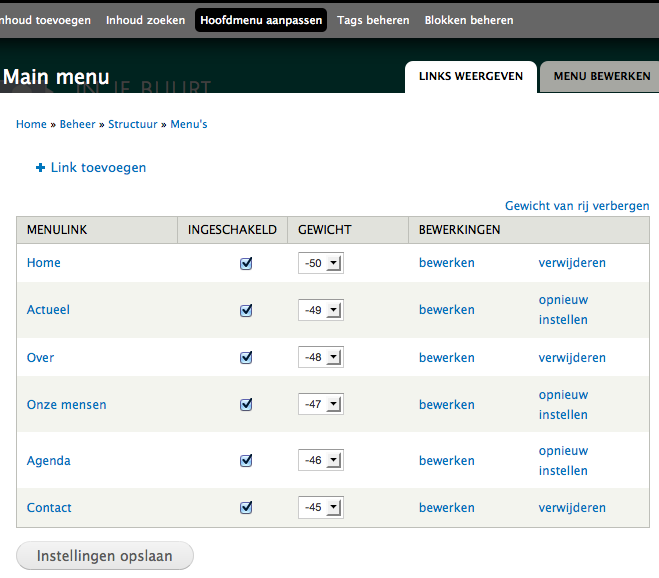 nhoud toevoegen Inhoud zoeken Hoofdmenu aanpassen Tags beheren Blokken beheren
Main menu
IN JE BUURT
LINKS WEERGEVEN MENU BEWERKEN
Home » Beheer » Structuur » Menu's
+ Link toevoegen
Gewicht van rij verbergen
MENULINK INGESCHAKELD GEWICHT BEWERKINGEN
Home -50 bewerken verwijderen
Actueel -49 bewerken opnieuw
instellen
Over -48 bewerken verwijderen
Onze mensen -47 bewerken opnieuw
instellen
Agenda -46 bewerken opnieuw
instellen
Contact -45 bewerken verwijderen
Instellingen opslaan